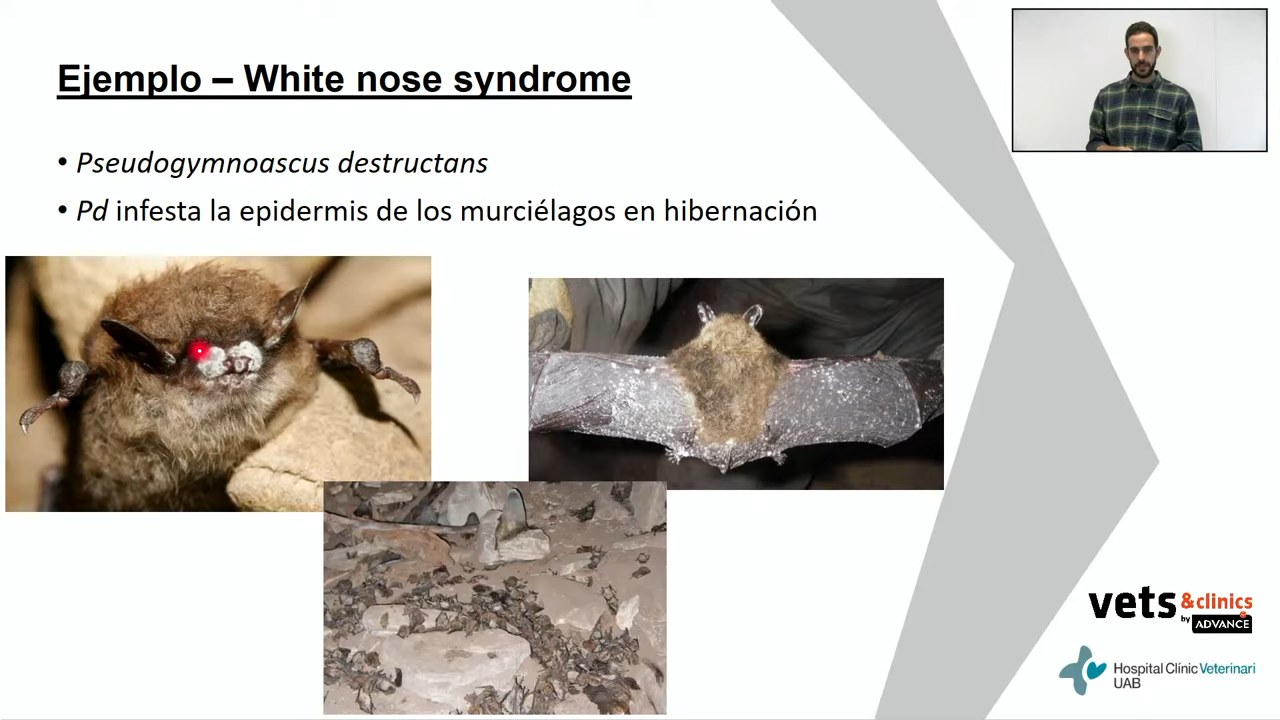 Ejemplo – White nose syndrome
• Pseudogymnoascus destructans
• Pd infesta la epidermis de los murciélagos en hibernación
vets &clinics
by ADVANCE
Hospital Clínic Veterinari
UAB